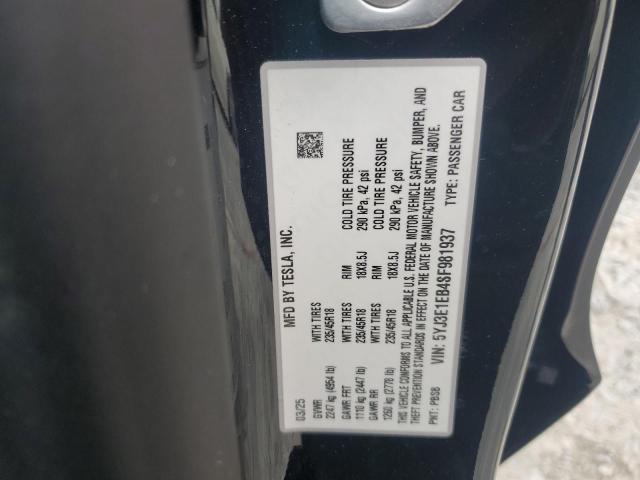 MFD BY TESLA, INC.
03/25
GVWR
2247 kg (4954 lb)
GAWR FRT WITH TIRES RIM COLD TIRE PRESSURE
1110 kg (2447 lb) 235/45R18 18X8.5J 290 kPa, 42 psi
GAWR RR WITH TIRES RIM COLD TIRE PRESSURE
1260 kg (2778 lb) 235/45R18 18X8.5J 290 kPa, 42 psi
THIS VEHICLE CONFORMS TO ALL APPLICABLE U.S. FEDERAL MOTOR VEHICLE SAFETY, BUMPER, AND
THEFT PREVENTION STANDARDS IN EFFECT ON THE DATE OF MANUFACTURE SHOWN ABOVE.
PNT: PBSB VIN: 5YJ3E1EB4SF981937 TYPE: PASSENGER CAR